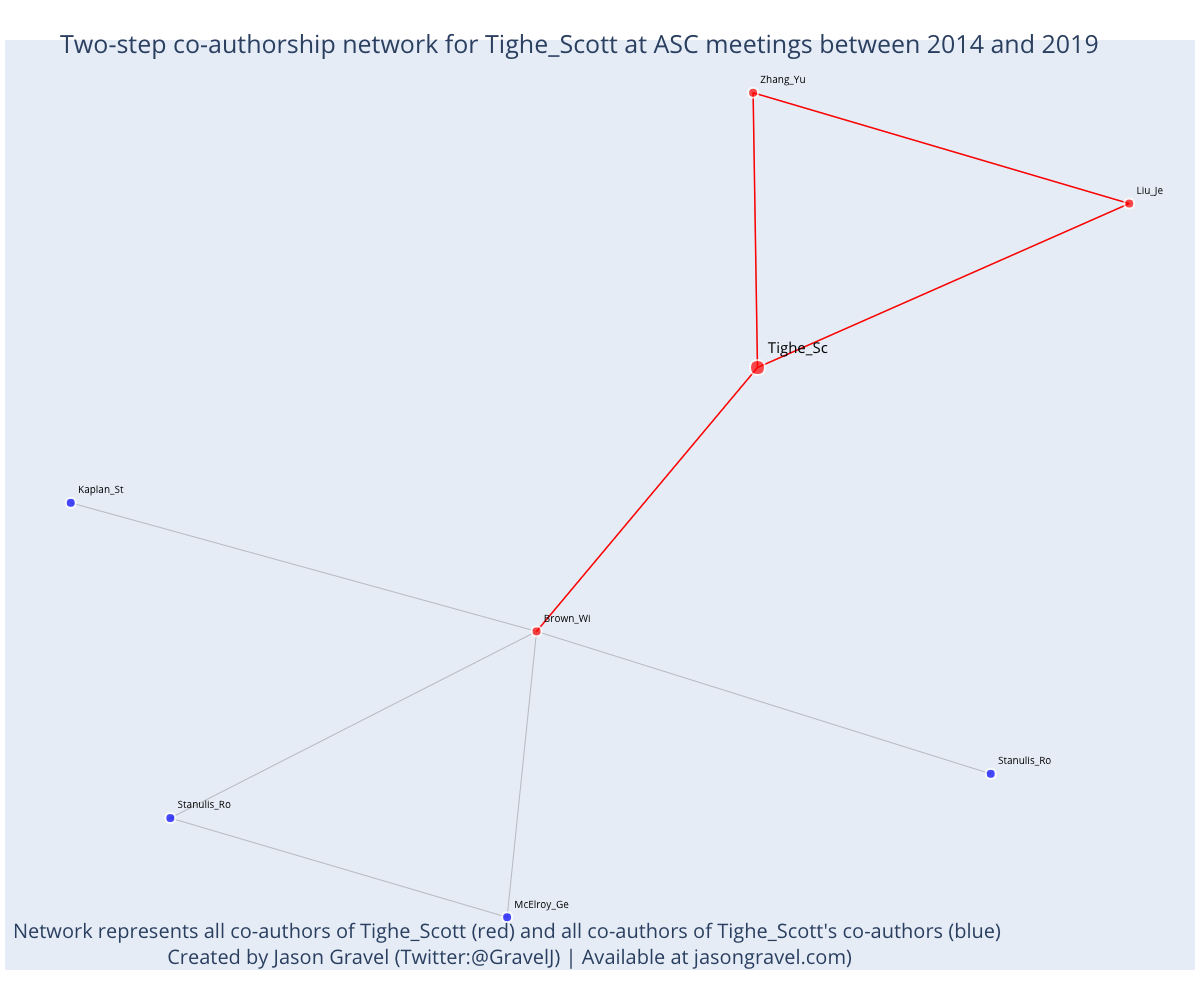 Two-step co-authorship network for Tighe_Scott at ASC meetings between 2014 and 2019
Zhang_Yu
Liu_Je
Tighe_Sc
Kaplan_St
Brown_Wi
Stanulis_Ro
Stanulis_Ro
McElroy_Ge
Network represents all co-authors of Tighe_Scott (red) and all co-authors of Tighe_Scott's co-authors (blue)
Created by Jason Gravel (Twitter:@GravelJ) | Available at jasongravel.com)